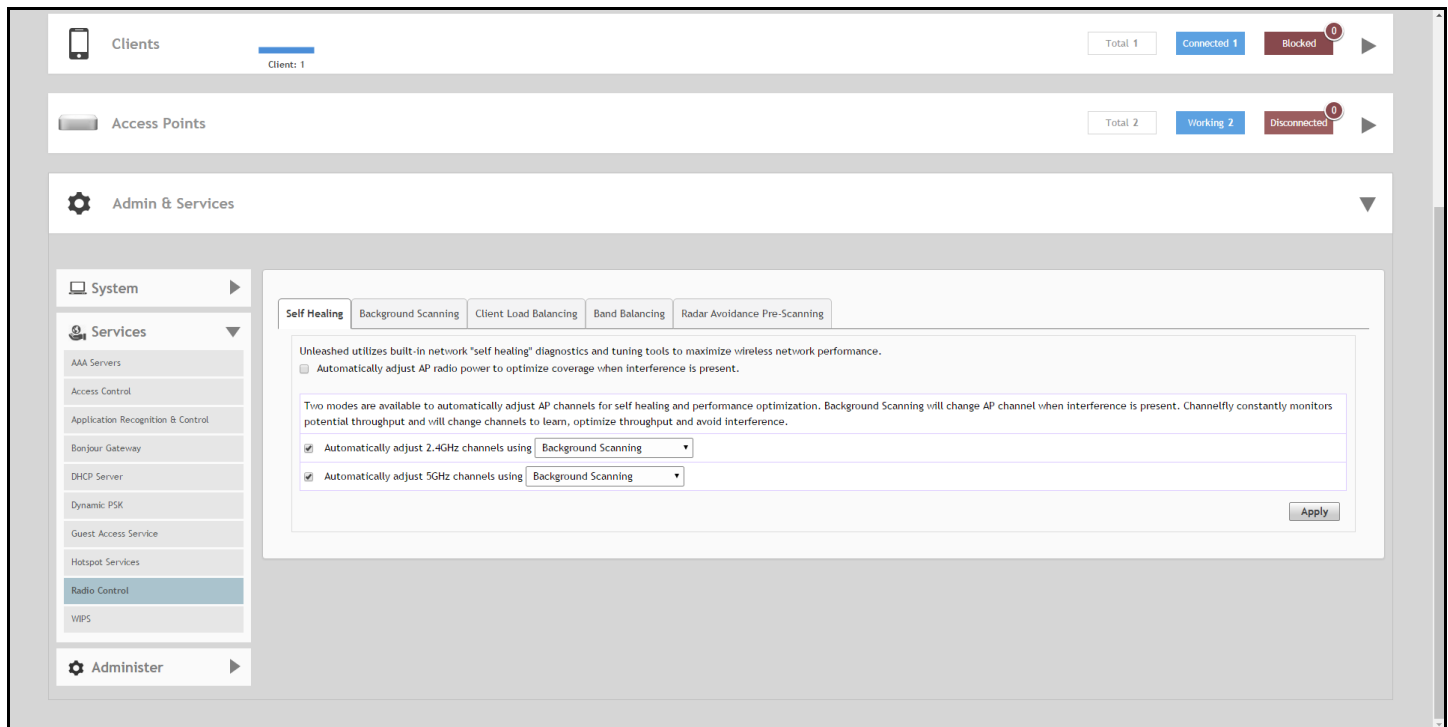 Clients
Client: 1
Total 1
Connected 1
Blocked
0
Access Points
Total 2
Working 2
Disconnected
0
Admin & Services
System
Services
AAA Servers
Access Control
Application Recognition & Control
Bonjour Gateway
DHCP Server
Dynamic PSK
Guest Access Service
Hotspot Services
Radio Control
WIPS
Administer
Self Healing
Background Scanning
Client Load Balancing
Band Balancing
Radar Avoidance Pre-Scanning
Unleashed utilizes built-in network "self healing" diagnostics and tuning tools to maximize wireless network performance.
Automatically adjust AP radio power to optimize coverage when interference is present.
Two modes are available to automatically adjust AP channels for self healing and performance optimization. Background Scanning will change AP channel when interference is present. Channelfly constantly monitors
potential throughput and will change channels to learn, optimize throughput and avoid interference.
Automatically adjust 2.4GHz channels using Background Scanning
Automatically adjust 5GHz channels using Background Scanning
Apply